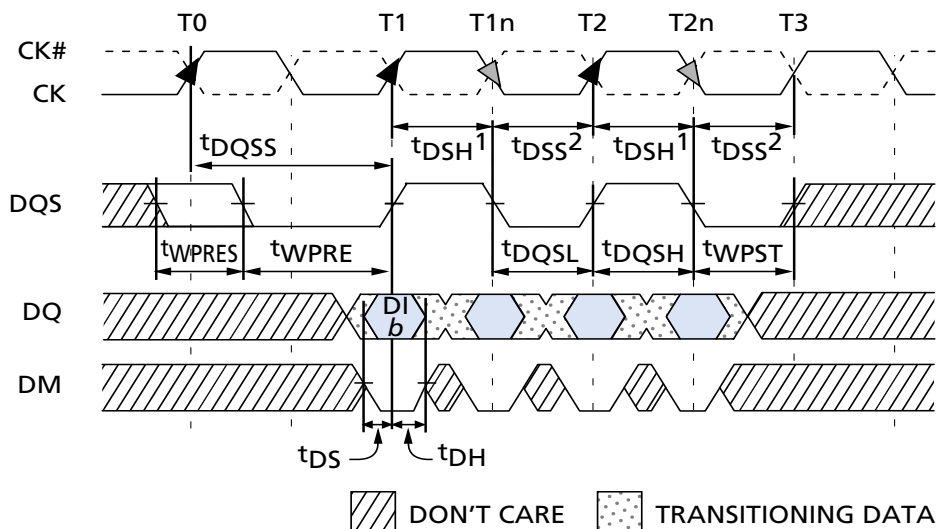 T0 T1 T1n T2 T2n T3
CK#
CK
tDSH1 tDSS2 tDSH1 tDSS2
tDQSS
DQS
tWPRES tWPRE tDQSL tDQSH tWPST
DQ
DI
b
DM
tDS tDH
DON'T CARE TRANSITIONING DATA